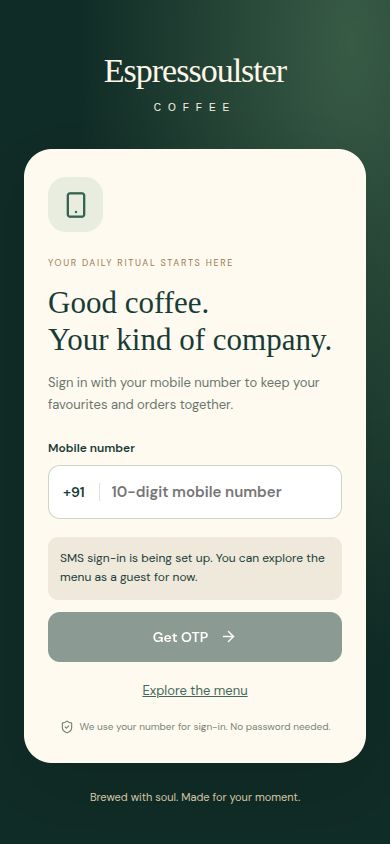 Espressoulster
COFFEE
YOUR DAILY RITUAL STARTS HERE
Good coffee.
Your kind of company.
Sign in with your mobile number to keep your
favourites and orders together.
Mobile number
+91 10-digit mobile number
SMS sign-in is being set up. You can explore the
menu as a guest for now.
Get OTP →
Explore the menu
We use your number for sign-in. No password needed.
Brewed with soul. Made for your moment.